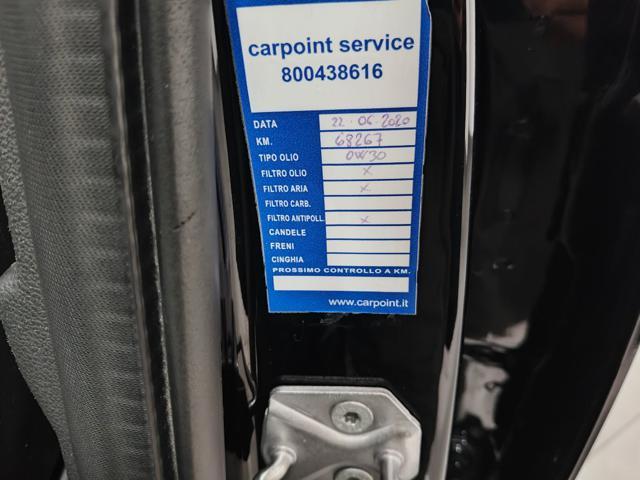 carpoint service
800438616
DATA 22.06.2020
KM. 68267
TIPO OLIO 0W30
FILTRO OLIO X
FILTRO ARIA X
FILTRO CARB.
FILTRO ANTIPOLL. X
CANDELE
FRENI
CINGHIA
PROSSIMO CONTROLLO A KM.
www.carpoint.it